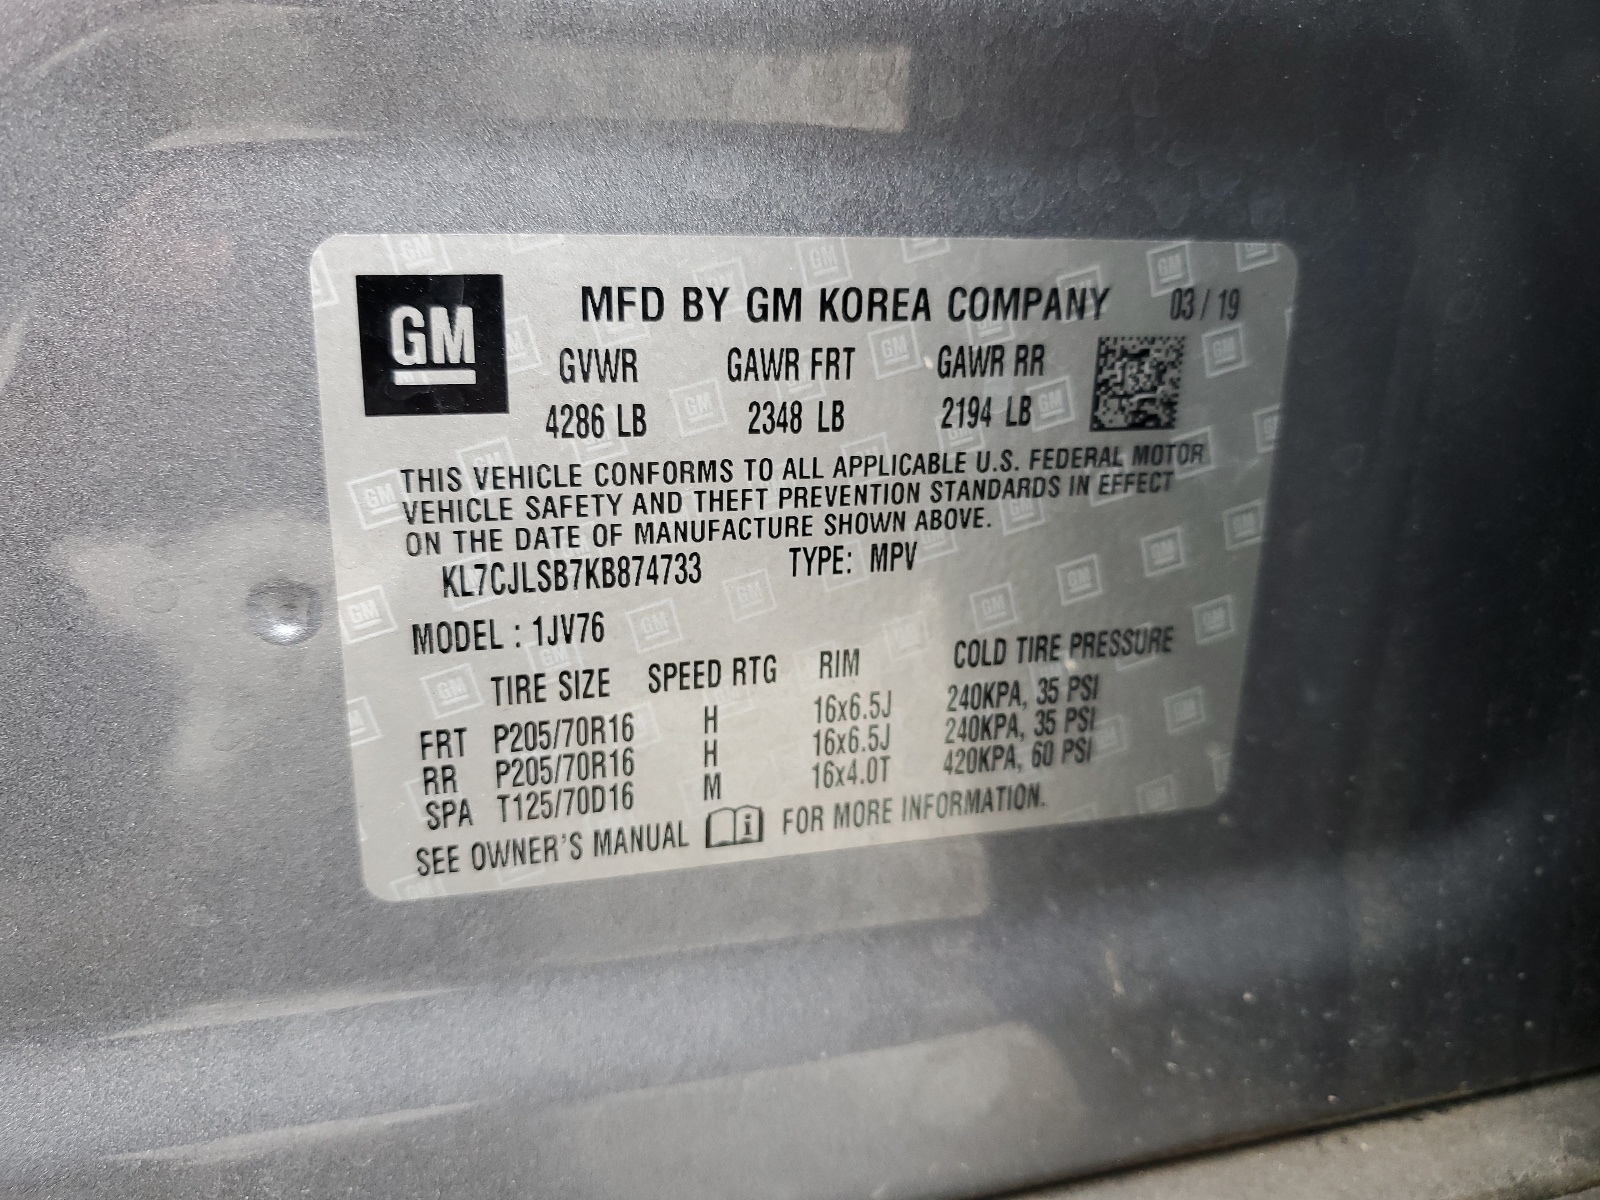 GM
MFD BY GM KOREA COMPANY 03 / 19
GVWR GAWR FRT GAWR RR
4286 LB 2348 LB 2194 LB
THIS VEHICLE CONFORMS TO ALL APPLICABLE U.S. FEDERAL MOTOR
VEHICLE SAFETY AND THEFT PREVENTION STANDARDS IN EFFECT
ON THE DATE OF MANUFACTURE SHOWN ABOVE.
KL7CJLSB7KB874733 TYPE: MPV
MODEL : 1JV76
TIRE SIZE SPEED RTG RIM COLD TIRE PRESSURE
FRT P205/70R16 H 16x6.5J 240KPA, 35 PSI
RR P205/70R16 H 16x6.5J 240KPA, 35 PSI
SPA T125/70D16 M 16x4.0T 420KPA, 60 PSI
SEE OWNER'S MANUAL i FOR MORE INFORMATION.